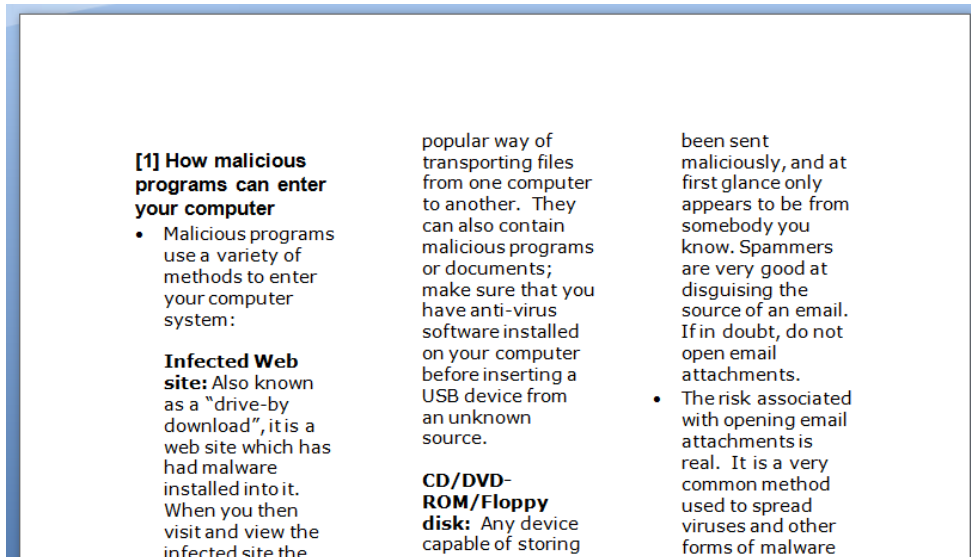 [1] How malicious
programs can enter
your computer
• Malicious programs
use a variety of
methods to enter
your computer
system:
Infected Web
site: Also known
as a “drive-by
download”, it is a
web site which has
had malware
installed into it.
When you then
visit and view the
infected site the
popular way of
transporting files
from one computer
to another. They
can also contain
malicious programs
or documents;
make sure that you
have anti-virus
software installed
on your computer
before inserting a
USB device from
an unknown
source.
CD/DVD-
ROM/Floppy
disk: Any device
capable of storing
been sent
maliciously, and at
first glance only
appears to be from
somebody you
know. Spammers
are very good at
disguising the
source of an email.
If in doubt, do not
open email
attachments.
• The risk associated
with opening email
attachments is
real. It is a very
common method
used to spread
viruses and other
forms of malware